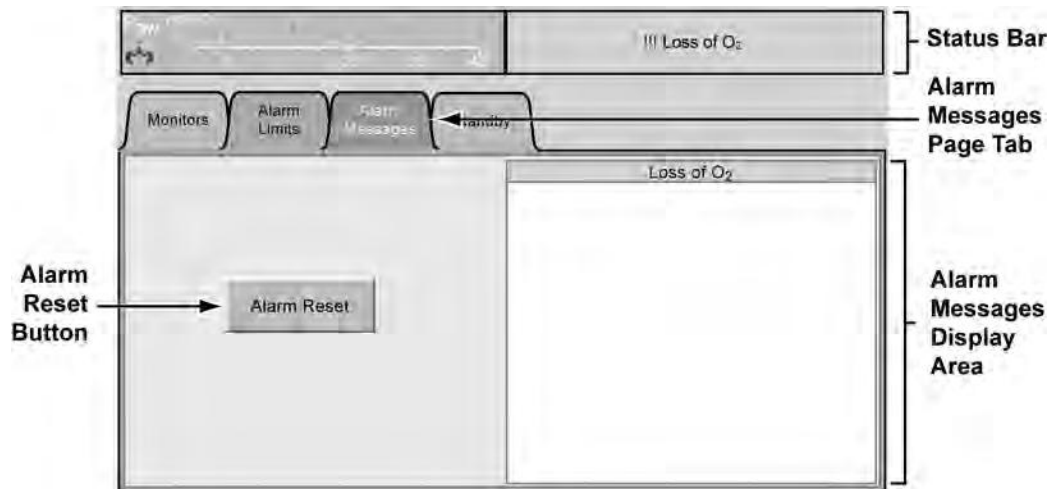 !!! Loss of O₂
Status Bar
Alarm
Messages
Page Tab
Monitors
Alarm
Limits
Alarm
Messages
Standby
Loss of O₂
Alarm
Reset
Button
Alarm Reset
Alarm
Messages
Display
Area